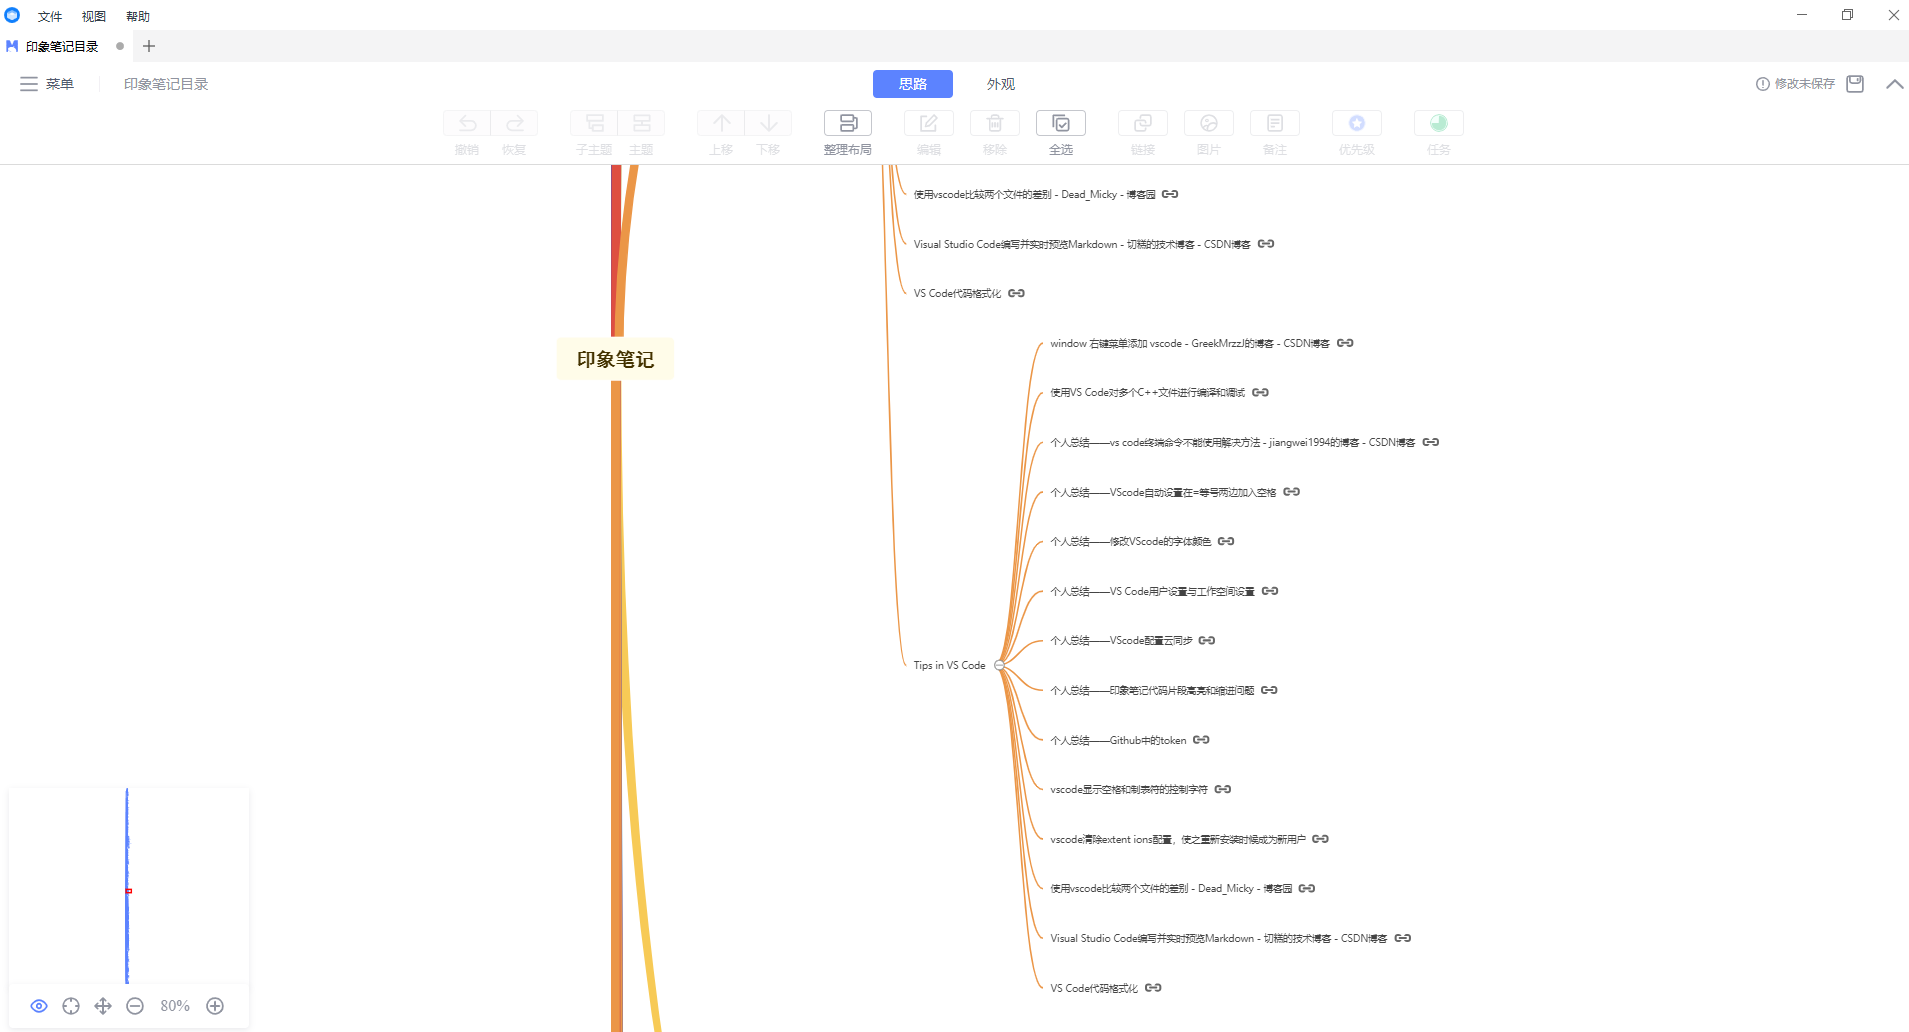 文件 视图 帮助
印象笔记目录
菜单 印象笔记目录 思路 外观 修改未保存
撤销 恢复 子主题 主题 上移 下移 整理布局 编辑 移除 全选 链接 图片 备注 优先级 任务
使用vscode比较两个文件的差别 - Dead_Micky - 博客园
Visual Studio Code编写并实时预览Markdown - 切糕的技术博客 - CSDN博客
VS Code代码格式化
印象笔记
window 右键菜单添加 vscode - GreekMrzzJ的博客 - CSDN博客
使用VS Code对多个C++文件进行编译和调试
个人总结——vs code终端命令不能使用解决方法 - jiangwei1994的博客 - CSDN博客
个人总结——VScode自动设置在=等号两边加入空格
个人总结——修改VScode的字体颜色
个人总结——VS Code用户设置与工作空间设置
个人总结——VScode配置云同步
Tips in VS Code
个人总结——印象笔记代码片段高亮和缩进问题
个人总结——Github中的token
vscode显示空格和制表符的控制字符
vscode清除extent ions配置，使之重新安装时候成为新用户
使用vscode比较两个文件的差别 - Dead_Micky - 博客园
Visual Studio Code编写并实时预览Markdown - 切糕的技术博客 - CSDN博客
VS Code代码格式化
80%